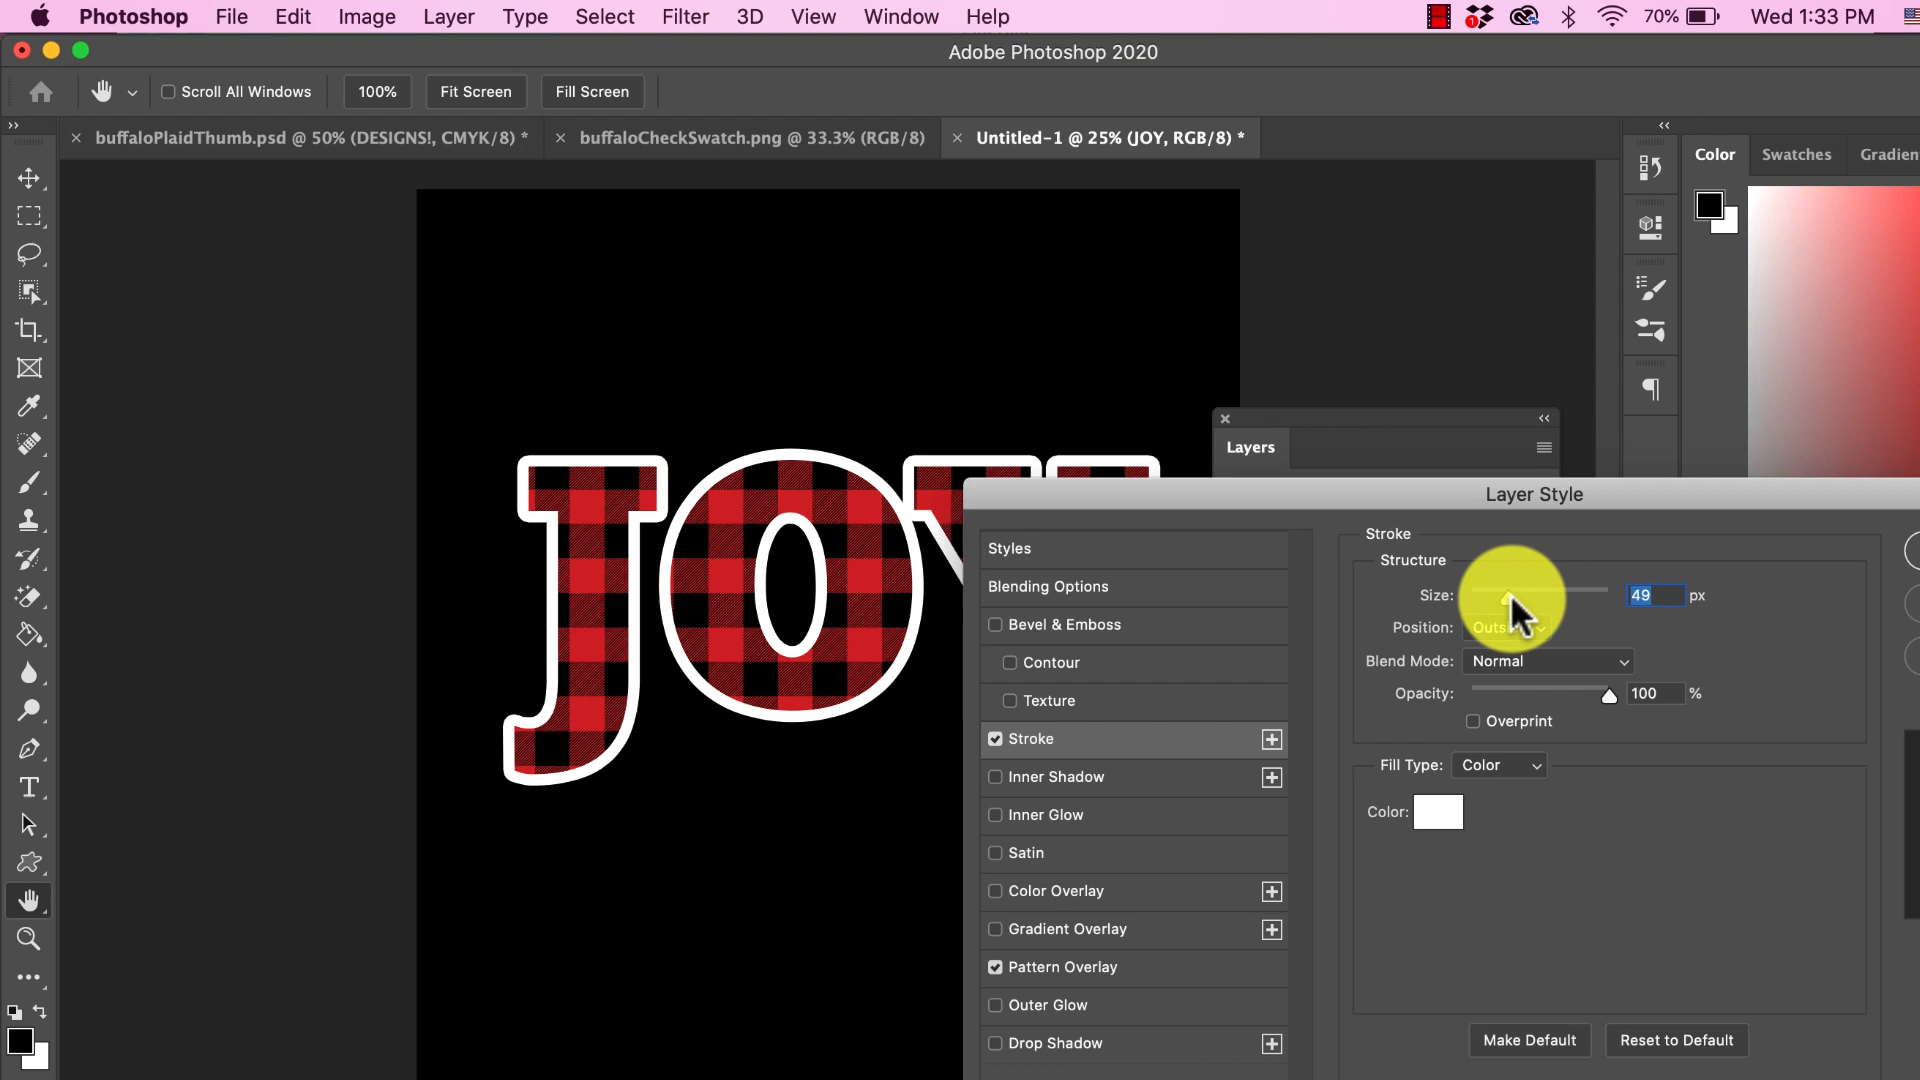 Photoshop File Edit Image Layer Type Select Filter 3D View Window Help 1 70% Wed 1:33 PM
Adobe Photoshop 2020
Scroll All Windows 100% Fit Screen Fill Screen
buffaloPlaidThumb.psd @ 50% (DESIGNS!, CMYK/8) * buffaloCheckSwatch.png @ 33.3% (RGB/8) Untitled-1 @ 25% (JOY, RGB/8) *
Color Swatches
Layers
JOY
Layer Style
Styles
Blending Options
Bevel & Emboss
Contour
Texture
Stroke
Inner Shadow
Inner Glow
Satin
Color Overlay
Gradient Overlay
Pattern Overlay
Outer Glow
Drop Shadow
Stroke
Structure
Size: 49 px
Position:
Blend Mode: Normal
Opacity: 100 %
Overprint
Fill Type: Color
Color:
Make Default Reset to Default